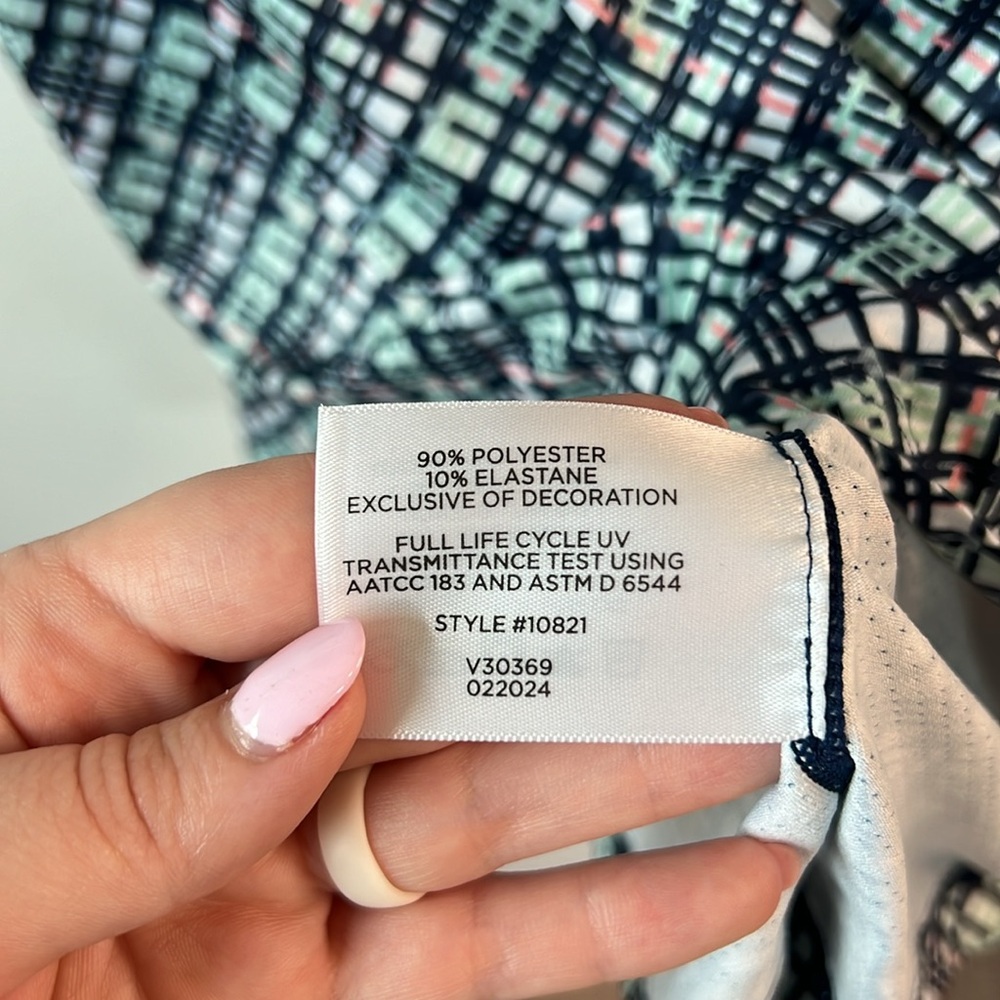 90% POLYESTER
10% ELASTANE
EXCLUSIVE OF DECORATION
FULL LIFE CYCLE UV
TRANSMITTANCE TEST USING
AATCC 183 AND ASTM D 6544
STYLE #10821
V30369
022024